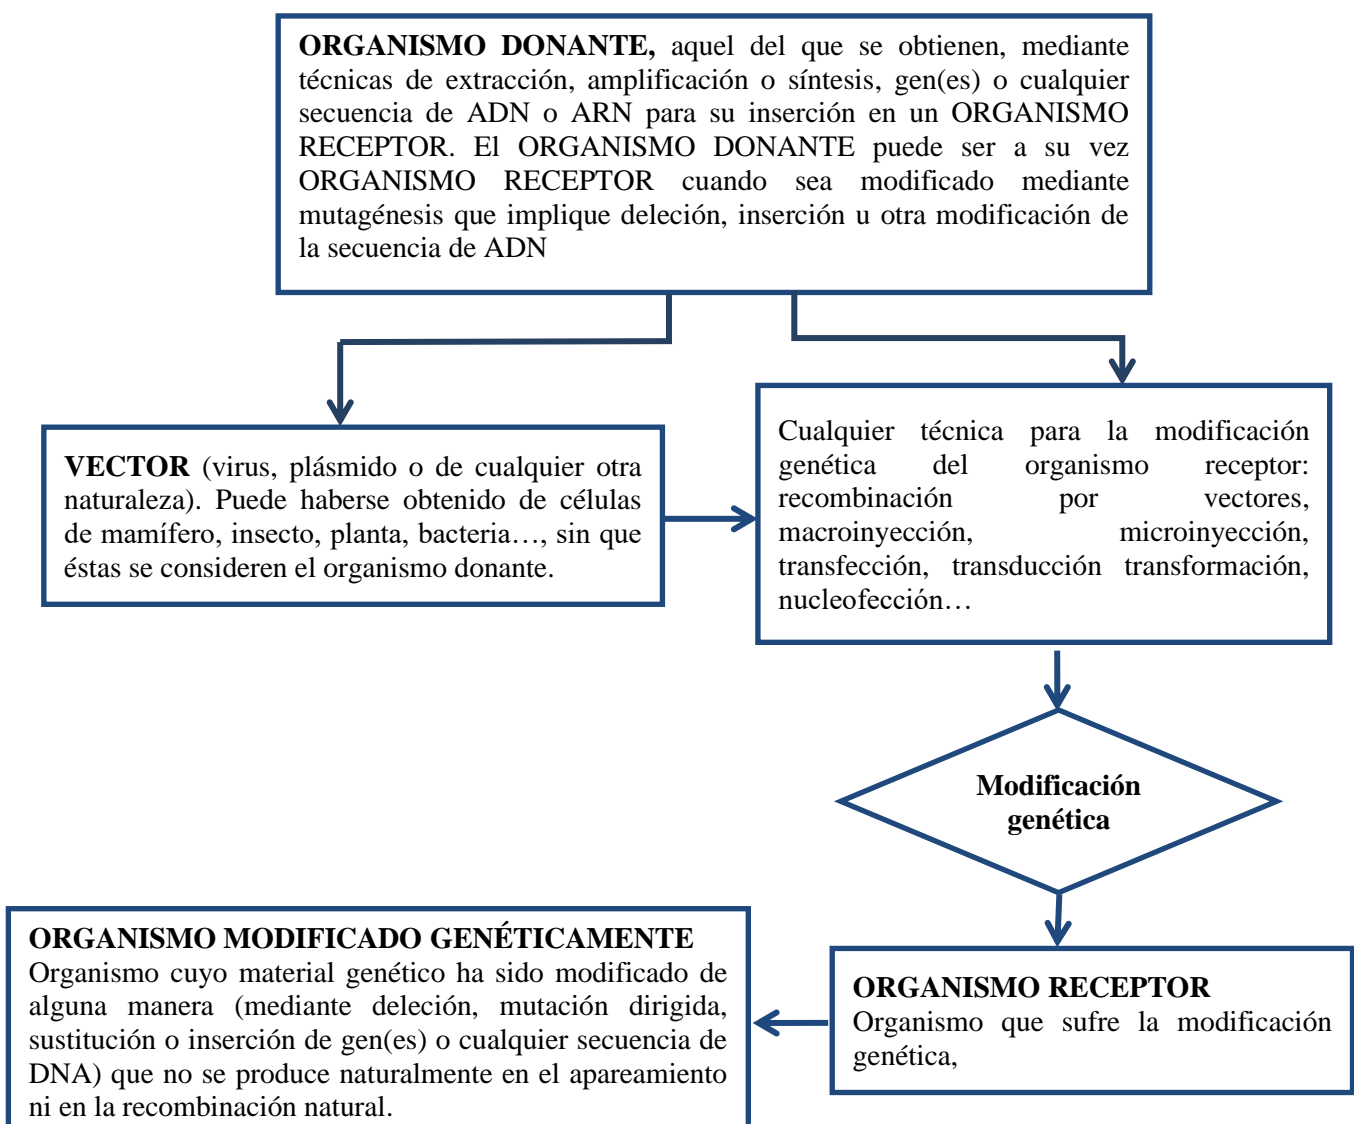 ORGANISMO DONANTE, aquel del que se obtienen, mediante
técnicas de extracción, amplificación o síntesis, gen(es) o cualquier
secuencia de ADN o ARN para su inserción en un ORGANISMO
RECEPTOR. El ORGANISMO DONANTE puede ser a su vez
ORGANISMO RECEPTOR cuando sea modificado mediante
mutagénesis que implique deleción, inserción u otra modificación de
la secuencia de ADN
VECTOR (virus, plásmido o de cualquier otra
naturaleza). Puede haberse obtenido de células
de mamífero, insecto, planta, bacteria…, sin que
éstas se consideren el organismo donante.
Cualquier técnica para la modificación
genética del organismo receptor:
recombinación por vectores,
macroinyección, microinyección,
transfección, transducción transformación,
nucleofección…
Modificación
genética
ORGANISMO RECEPTOR
Organismo que sufre la modificación
genética,
ORGANISMO MODIFICADO GENÉTICAMENTE
Organismo cuyo material genético ha sido modificado de
alguna manera (mediante deleción, mutación dirigida,
sustitución o inserción de gen(es) o cualquier secuencia de
DNA) que no se produce naturalmente en el apareamiento
ni en la recombinación natural.